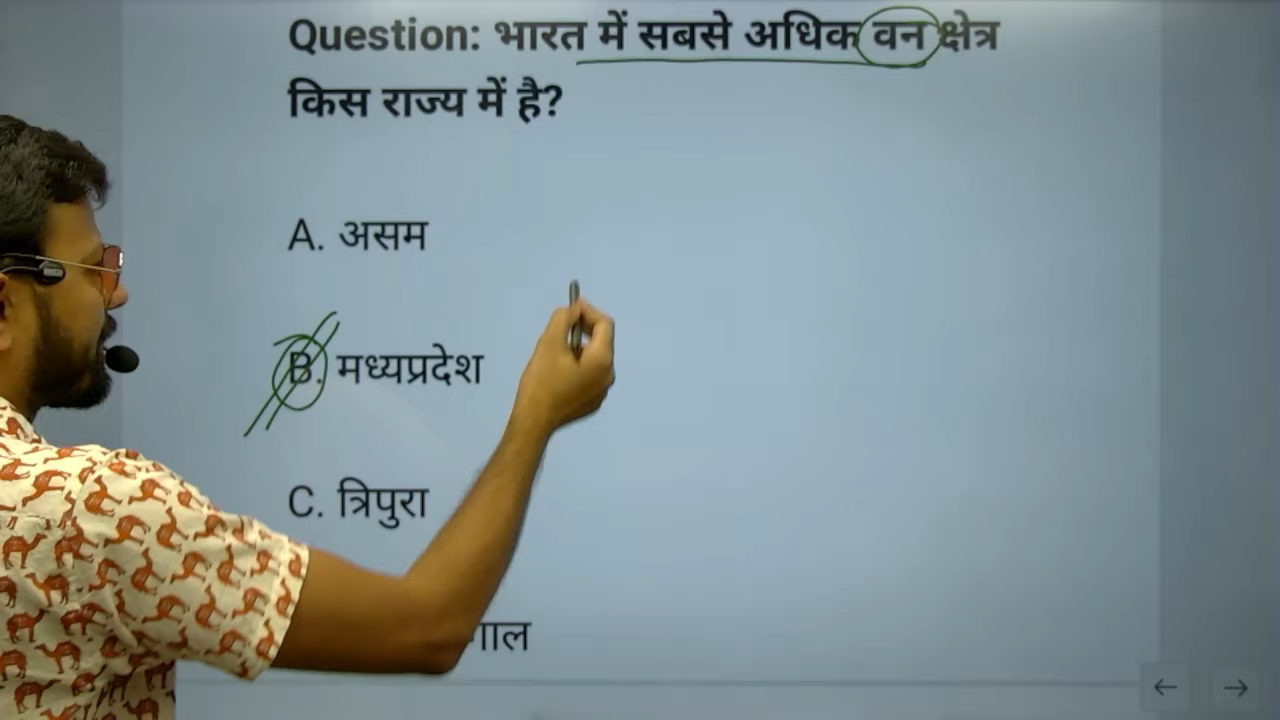 Question: भारत में सबसे अधिक वन क्षेत्र
किस राज्य में है?
A. असम
B. मध्यप्रदेश
C. त्रिपुरा